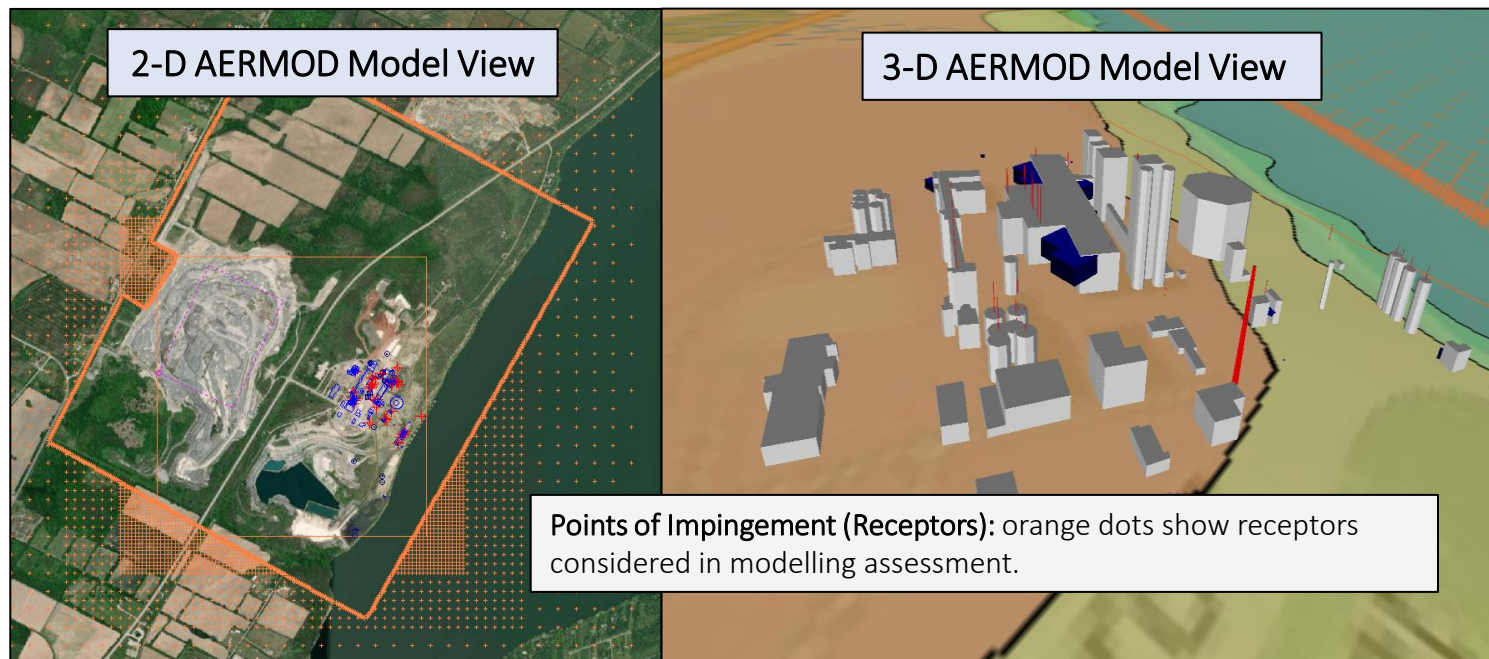 2-D AERMOD Model View
3-D AERMOD Model View
Points of Impingement (Receptors): orange dots show receptors
considered in modelling assessment.